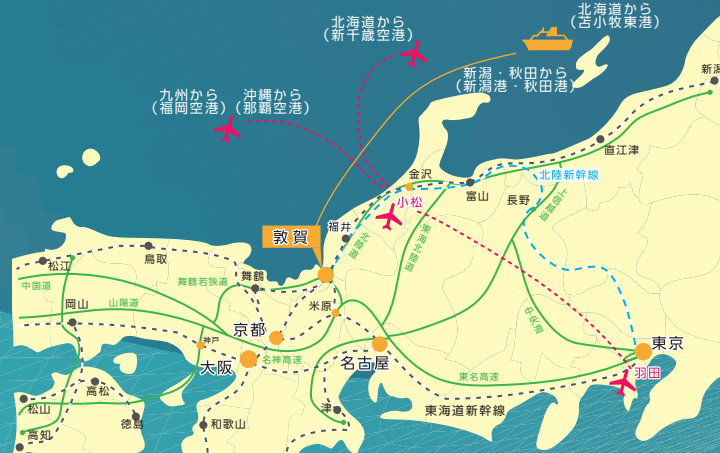 北海道から
(苫小牧東港)
北海道から
(新千歳空港)
新潟・秋田から
(新潟港・秋田港)
九州から
(福岡空港)
沖縄から
(那覇空港)
新潟
直江津
金沢
富山
北陸新幹線
長野
上信越道
小松
福井
敦賀
北陸道
東海北陸道
鳥取
松江
中国道
舞鶴若狭道
舞鶴
岡山
山陽道
米原
中央道
京都
神戸
大阪
名神高速
名古屋
東京
羽田
東名高速
東海道新幹線
高松
松山
徳島
高知
和歌山
津